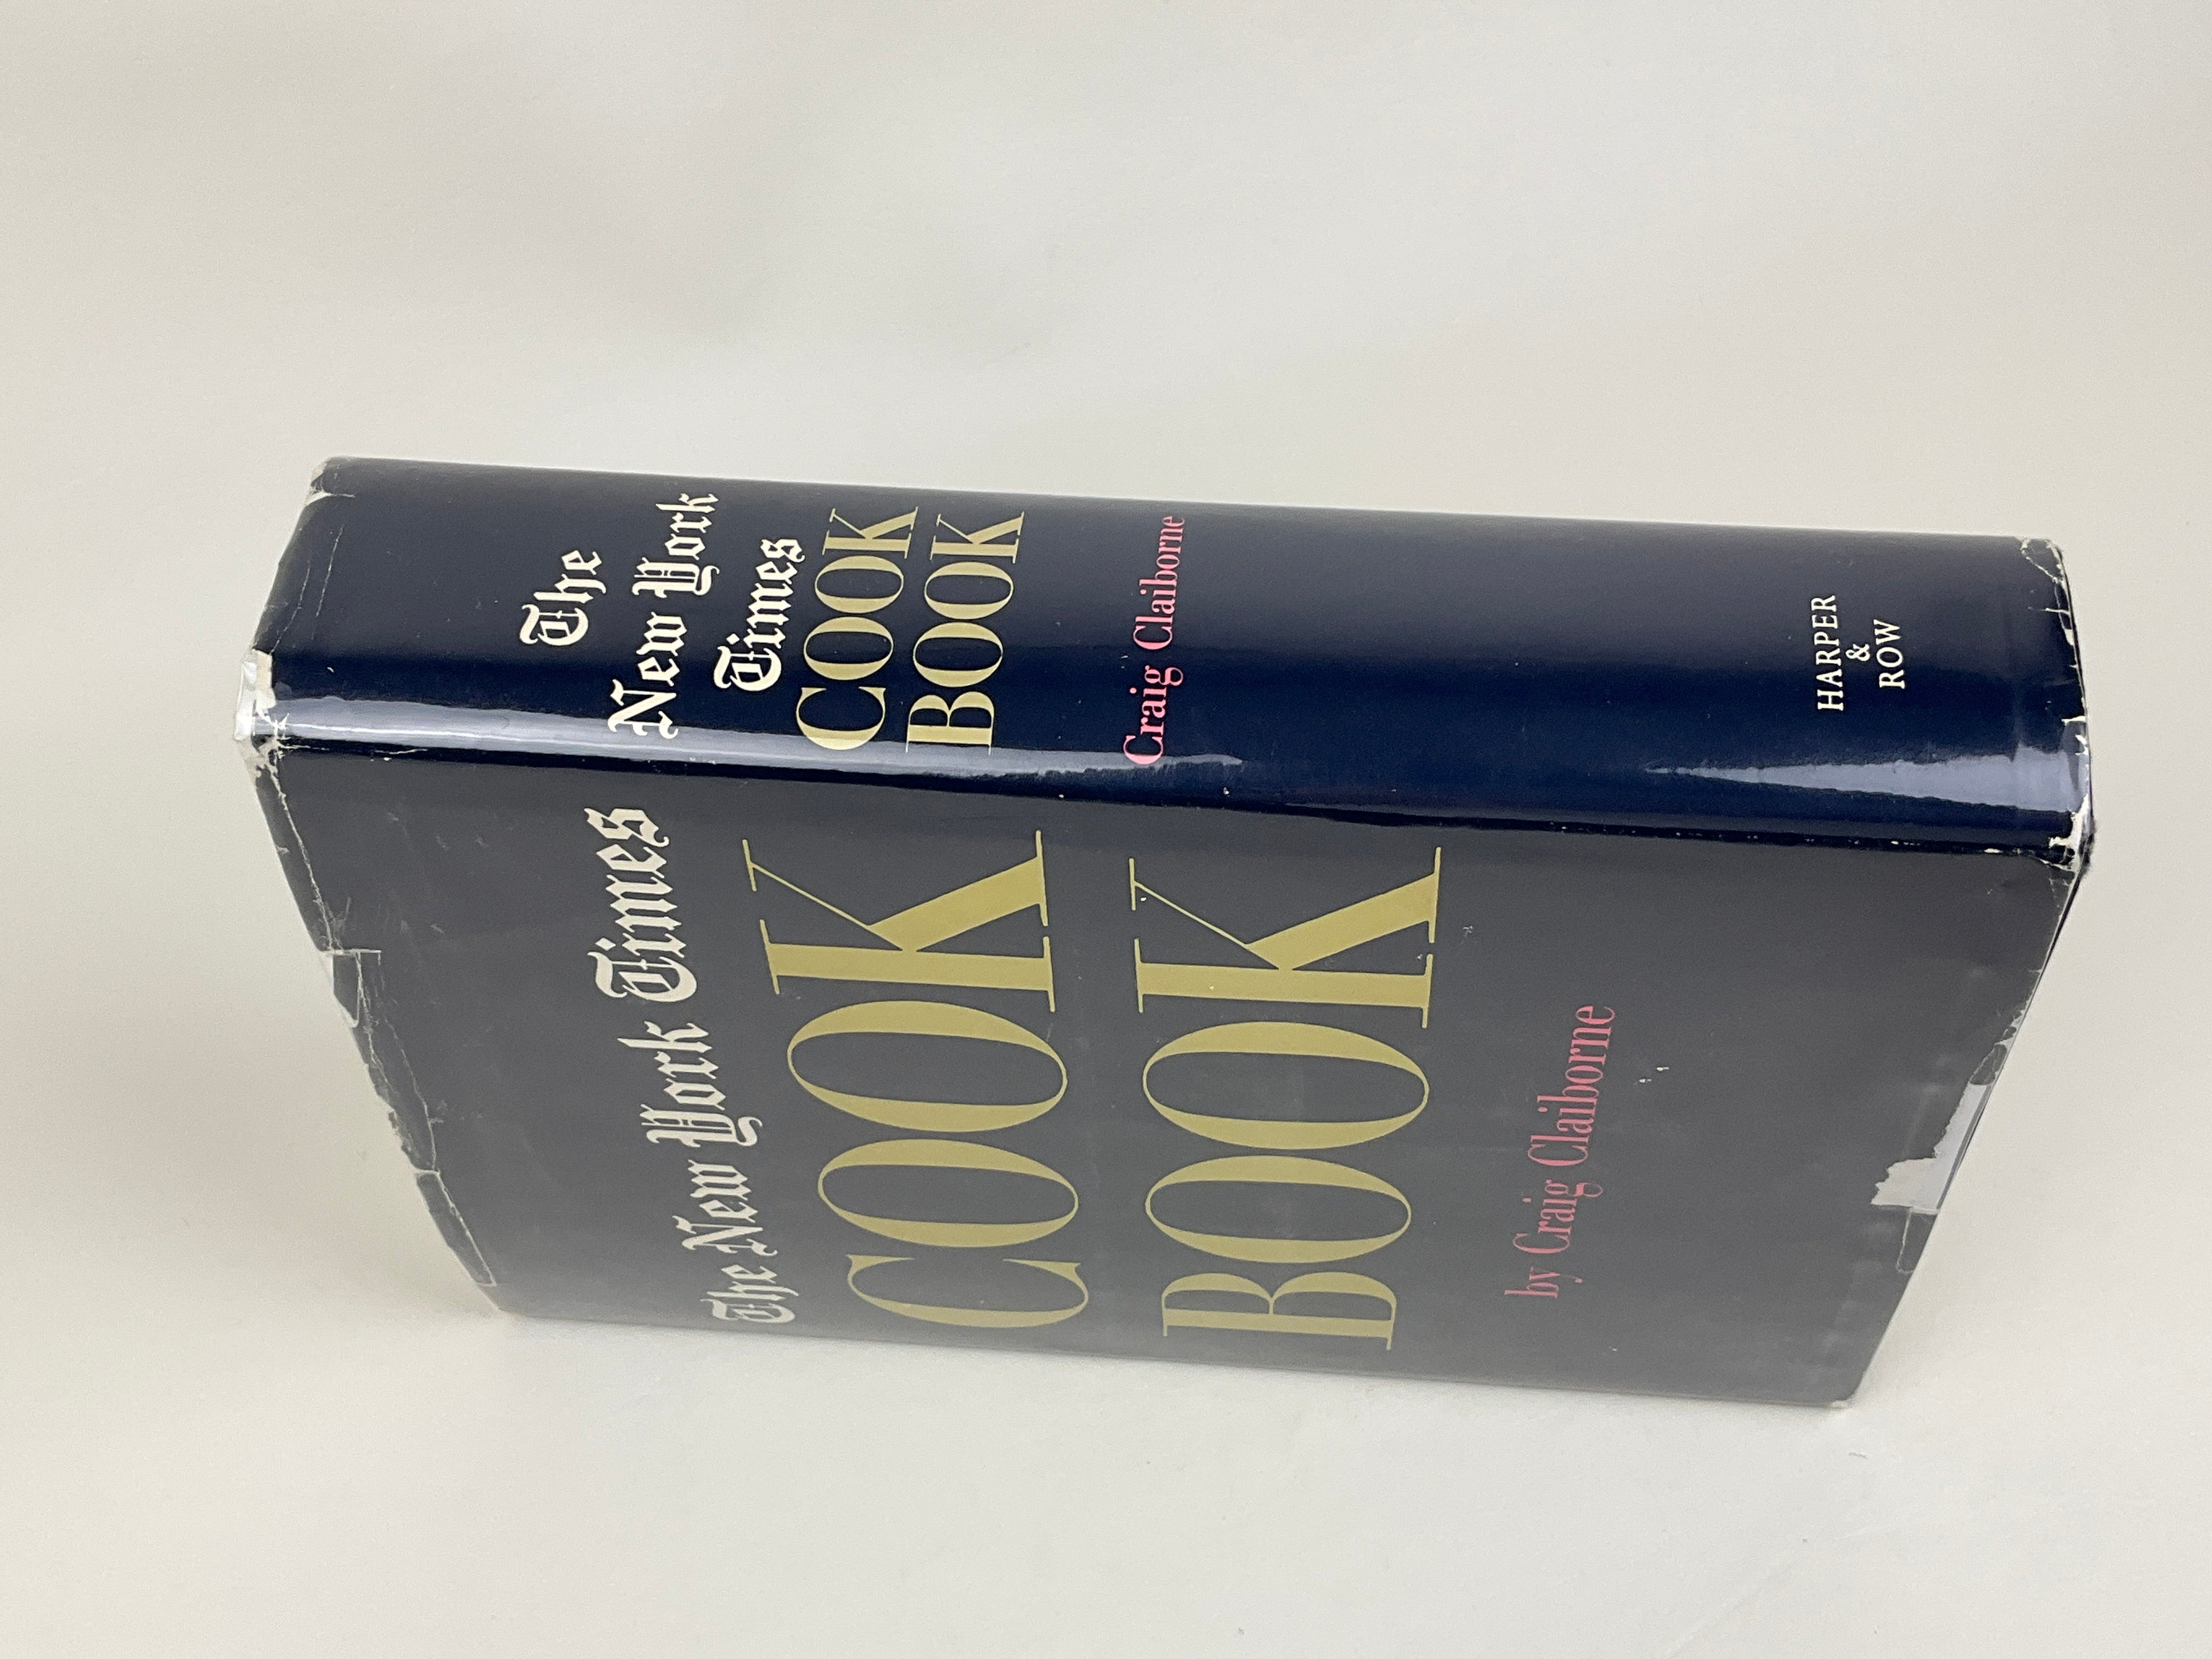 The
New York
Times
COOK
BOOK
Craig Claiborne
HARPER
&
ROW
The New York Times
COOK
BOOK
by Craig Claiborne